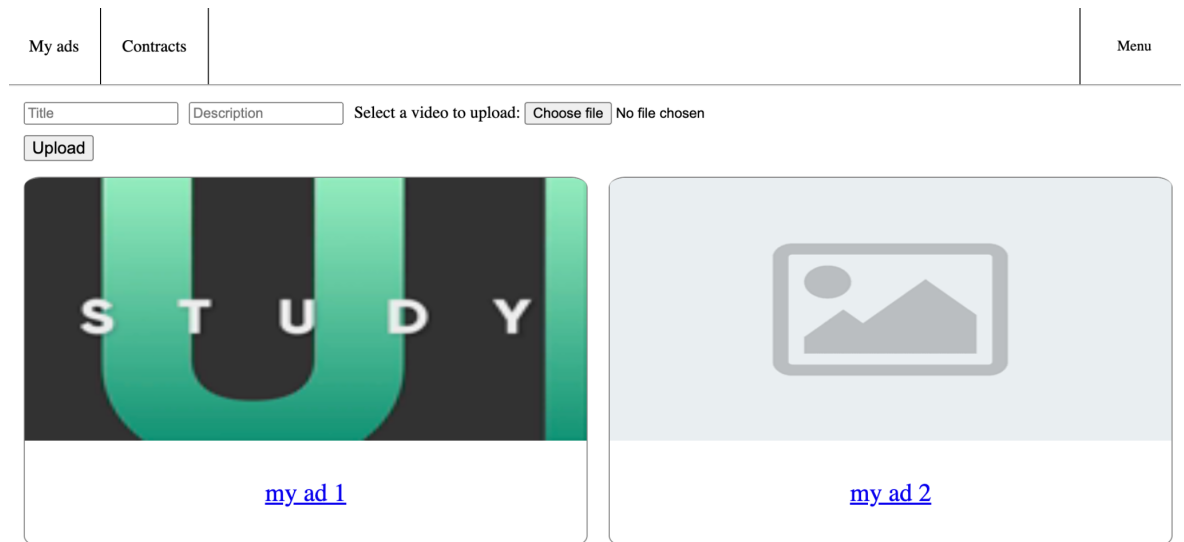 My ads Contracts Menu
Title Description Select a video to upload: Choose file No file chosen
Upload
S T U D Y
my ad 1 my ad 2